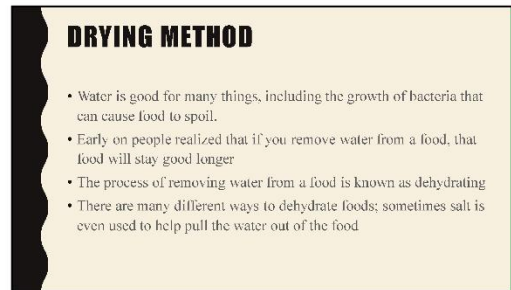 DRYING METHOD
• Water is good for many things, including the growth of bacteria that
can cause food to spoil.
• Early on people realized that if you remove water from a food, that
food will stay good longer
• The process of removing water from a food is known as dehydrating
• There are many different ways to dehydrate foods; sometimes salt is
even used to help pull the water out of the food